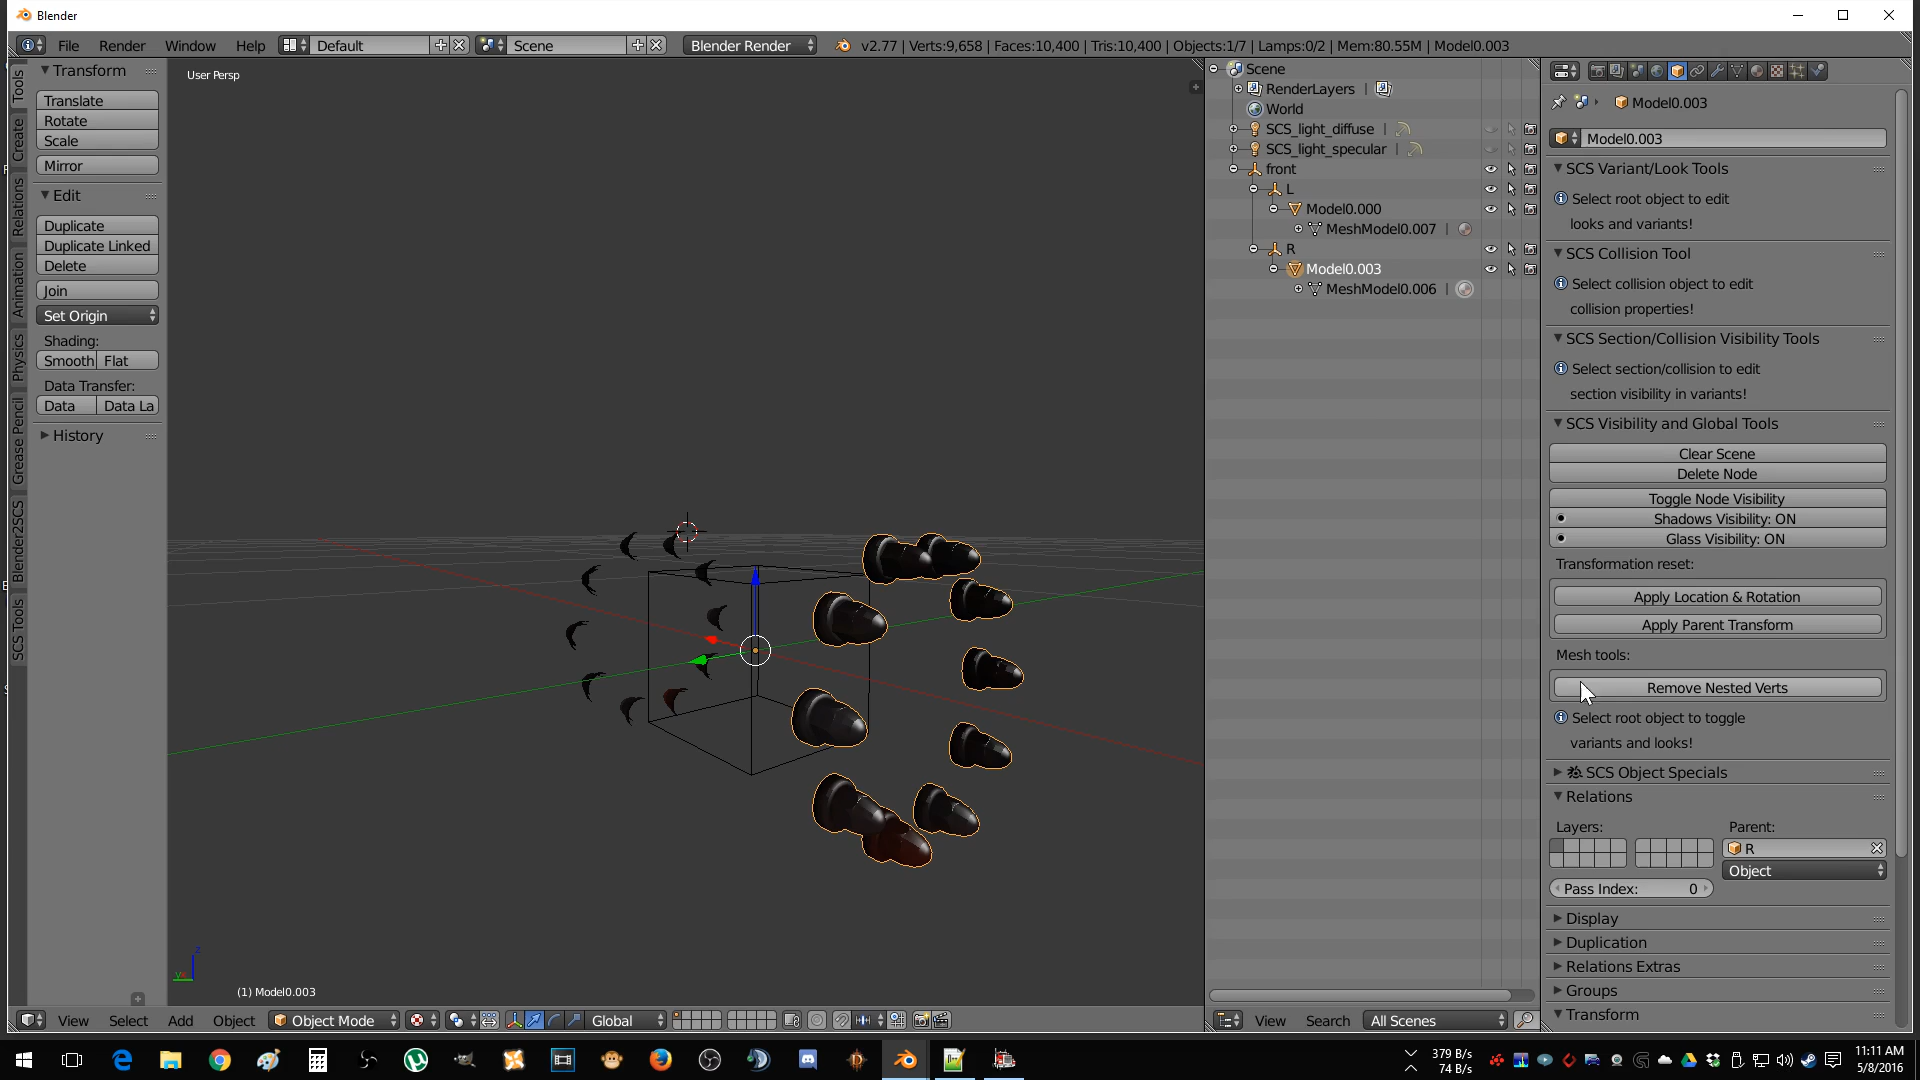 Blender
File Render Window Help Default Scene Blender Render v2.77 | Verts:9,658 | Faces:10,400 | Tris:10,400 | Objects:1/7 | Lamps:0/2 | Mem:80.55M | Model0.003
Tools
Create
Relations
Animation
Physics
Grease Pencil
Blender2SCS
SCS Tools
Transform
Translate
Rotate
Scale
Mirror
Edit
Duplicate
Duplicate Linked
Delete
Join
Set Origin
Shading:
Smooth Flat
Data Transfer:
Data Data La
History
User Persp
(1) Model0.003
View Select Add Object Object Mode Global
Scene
RenderLayers |
World
SCS_light_diffuse |
SCS_light_specular |
front
L
Model0.000
MeshModel0.007 |
R
Model0.003
MeshModel0.006 |
View Search All Scenes
Model0.003
Model0.003
SCS Variant/Look Tools
Select root object to edit
looks and variants!
SCS Collision Tool
Select collision object to edit
collision properties!
SCS Section/Collision Visibility Tools
Select section/collision to edit
section visibility in variants!
SCS Visibility and Global Tools
Clear Scene
Delete Node
Toggle Node Visibility
Shadows Visibility: ON
Glass Visibility: ON
Transformation reset:
Apply Location & Rotation
Apply Parent Transform
Mesh tools:
Remove Nested Verts
Select root object to toggle
variants and looks!
SCS Object Specials
Relations
Layers: Parent:
R
Object
Pass Index: 0
Display
Duplication
Relations Extras
Groups
Transform
379 B/s
74 B/s
11:11 AM
5/8/2016